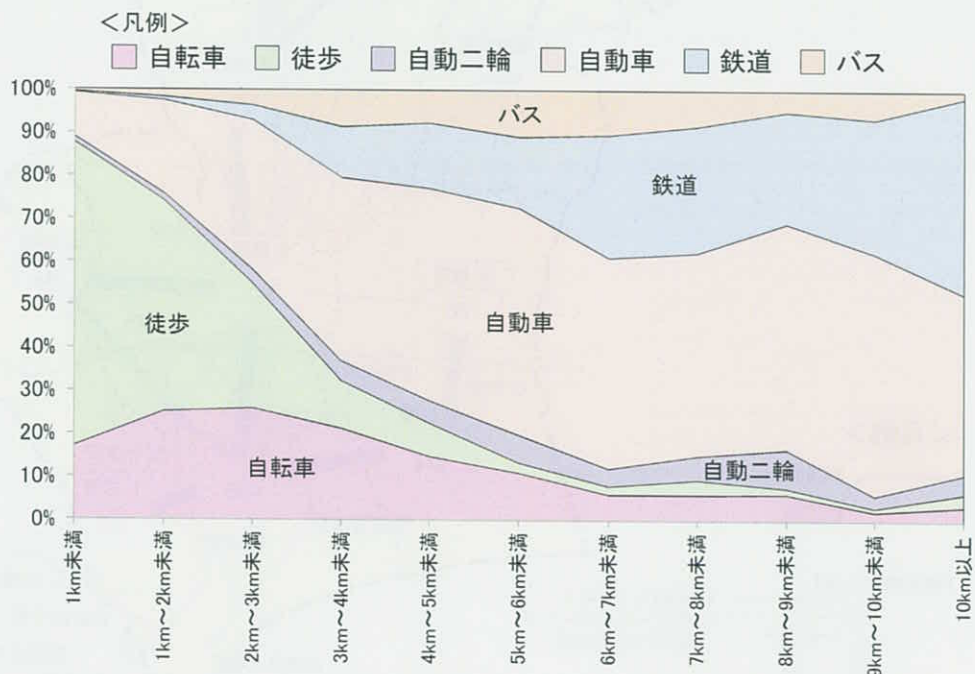 ＜凡例＞
自転車 徒歩 自動二輪 自動車 鉄道 バス
100%
90%
80%
70%
60%
50%
40%
30%
20%
10%
0%
バス
鉄道
自動車
徒歩
自転車
自動二輪
1km未満
1km～2km未満
2km～3km未満
3km～4km未満
4km～5km未満
5km～6km未満
6km～7km未満
7km～8km未満
8km～9km未満
9km～10km未満
10km以上